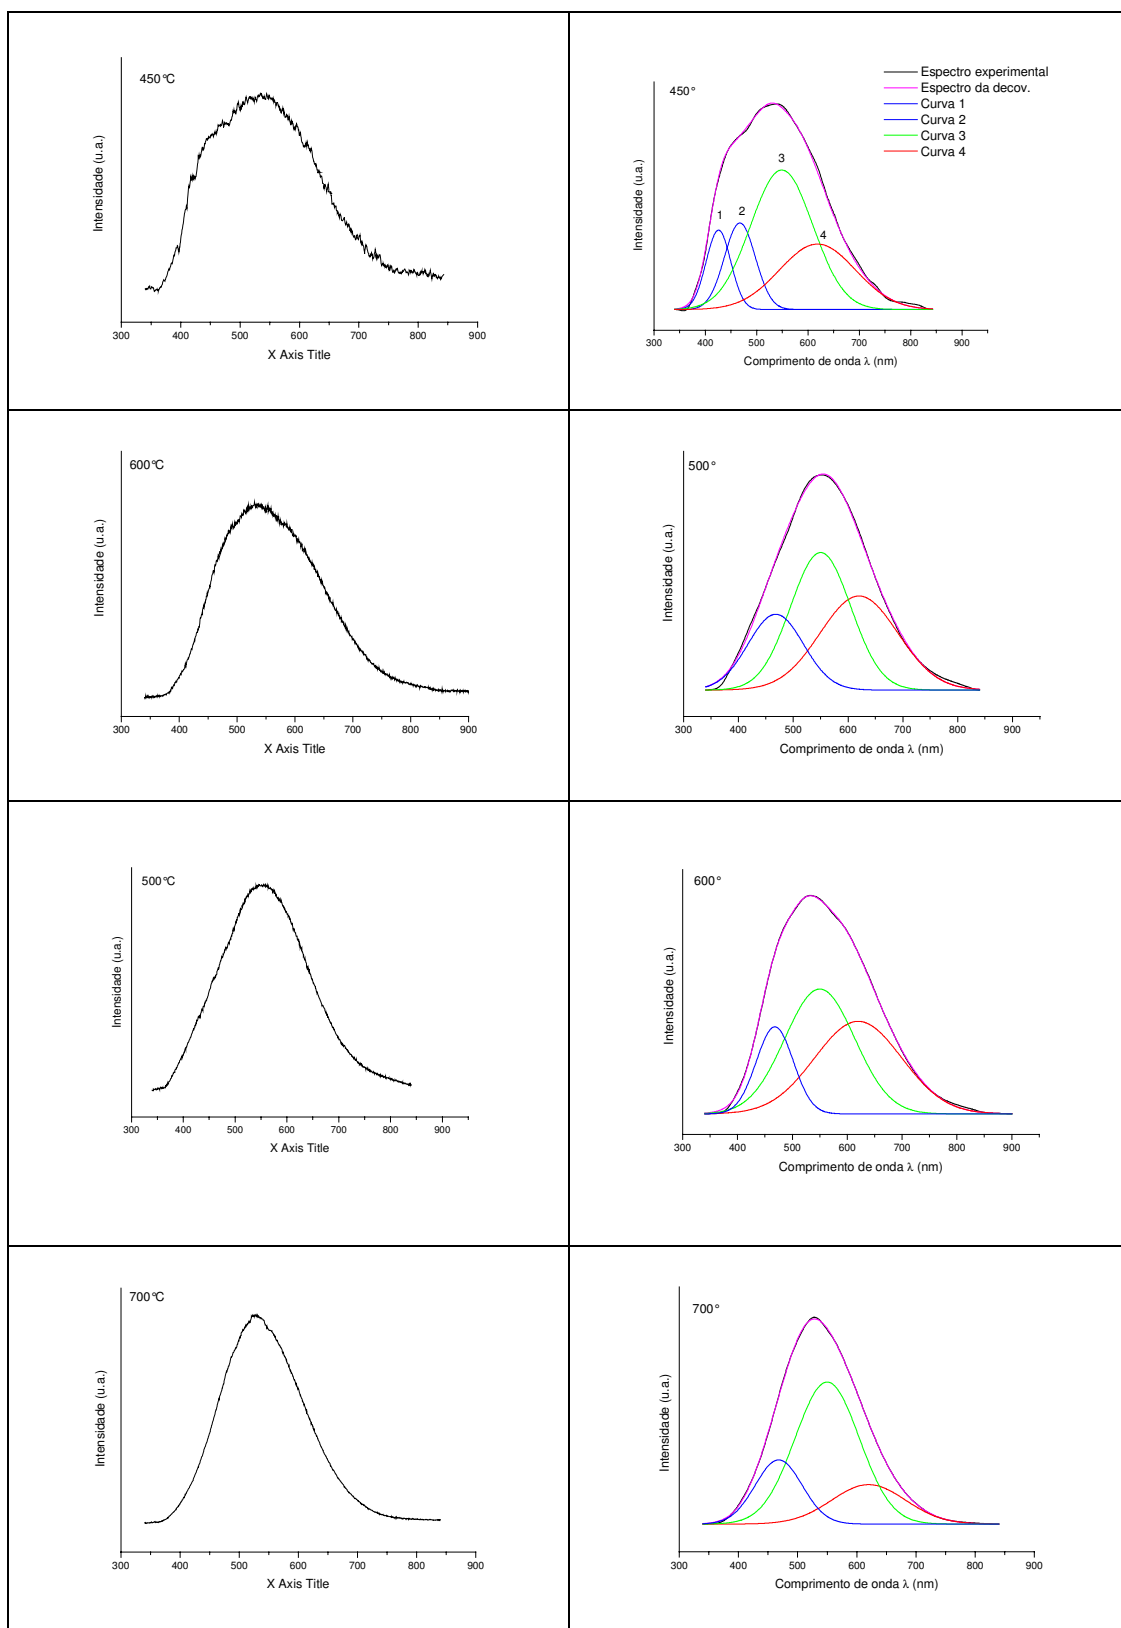 450°C
Intensidade (u.a.)
300 400 500 600 700 800 900
X Axis Title
450°
Espectro experimental
Espectro da decov.
Curva 1
Curva 2
Curva 3
Curva 4
1
2
3
4
Intensidade (u.a.)
300 400 500 600 700 800 900
Comprimento de onda λ (nm)
600°C
Intensidade (u.a.)
300 400 500 600 700 800 900
X Axis Title
500°
Intensidade (u.a.)
300 400 500 600 700 800 900
Comprimento de onda λ (nm)
500°C
Intensidade (u.a.)
300 400 500 600 700 800 900
X Axis Title
600°
Intensidade (u.a.)
300 400 500 600 700 800 900
Comprimento de onda λ (nm)
700°C
Intensidade (u.a.)
300 400 500 600 700 800 900
X Axis Title
700°
Intensidade (u.a.)
300 400 500 600 700 800 900
Comprimento de onda λ (nm)